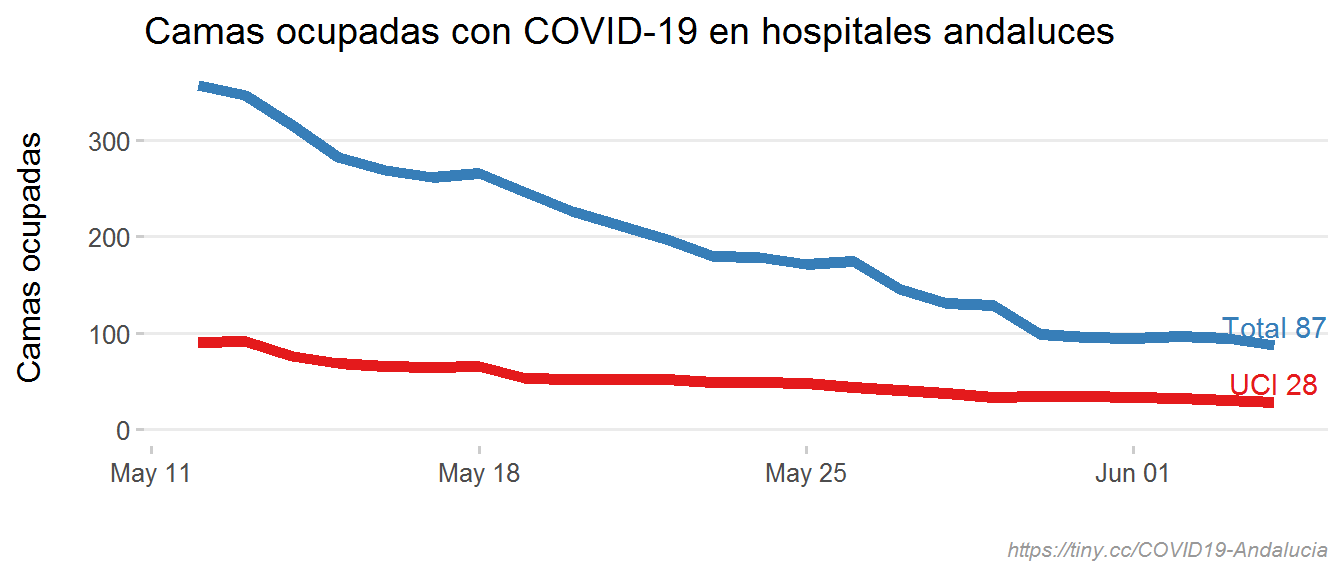 Camas ocupadas con COVID-19 en hospitales andaluces
Camas ocupadas
300
200
100
0
Total 87
UCI 28
May 11
May 18
May 25
Jun 01
https://tiny.cc/COVID19-Andalucia